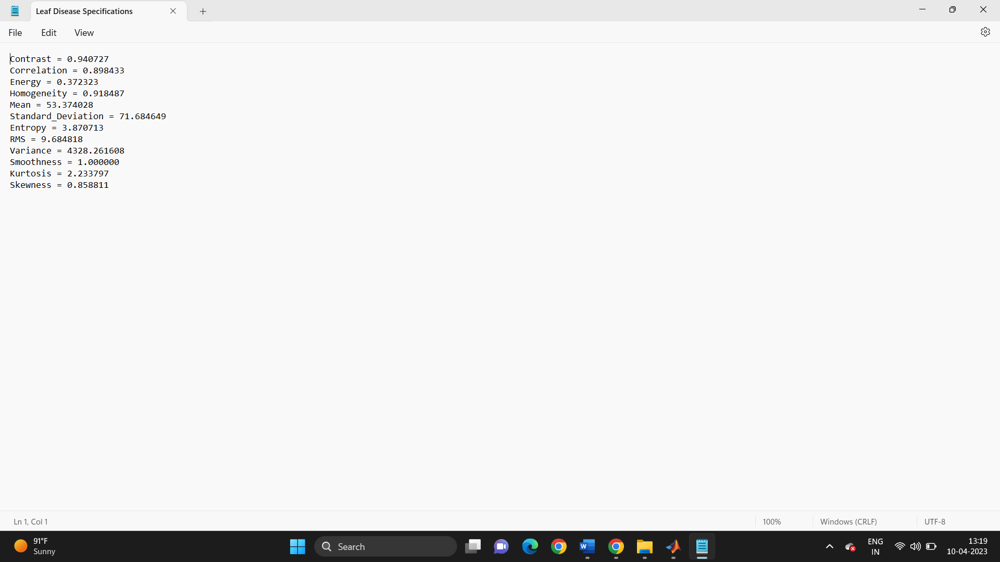 Leaf Disease Specifications
File Edit View
Contrast = 0.940727
Correlation = 0.898433
Energy = 0.372323
Homogeneity = 0.918487
Mean = 53.374028
Standard_Deviation = 71.684649
Entropy = 3.870713
RMS = 9.684818
Variance = 4328.261608
Smoothness = 1.000000
Kurtosis = 2.233797
Skewness = 0.858811
Ln 1, Col 1 100% Windows (CRLF) UTF-8
91°F
Sunny
Search
W
ENG
IN
13:19
10-04-2023